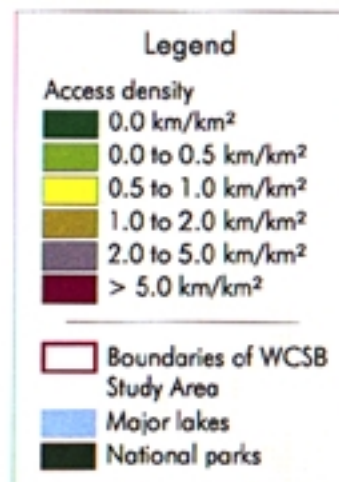 Legend
Access density
0.0 km/km²
0.0 to 0.5 km/km²
0.5 to 1.0 km/km²
1.0 to 2.0 km/km²
2.0 to 5.0 km/km²
> 5.0 km/km²
Boundaries of WCSB
Study Area
Major lakes
National parks